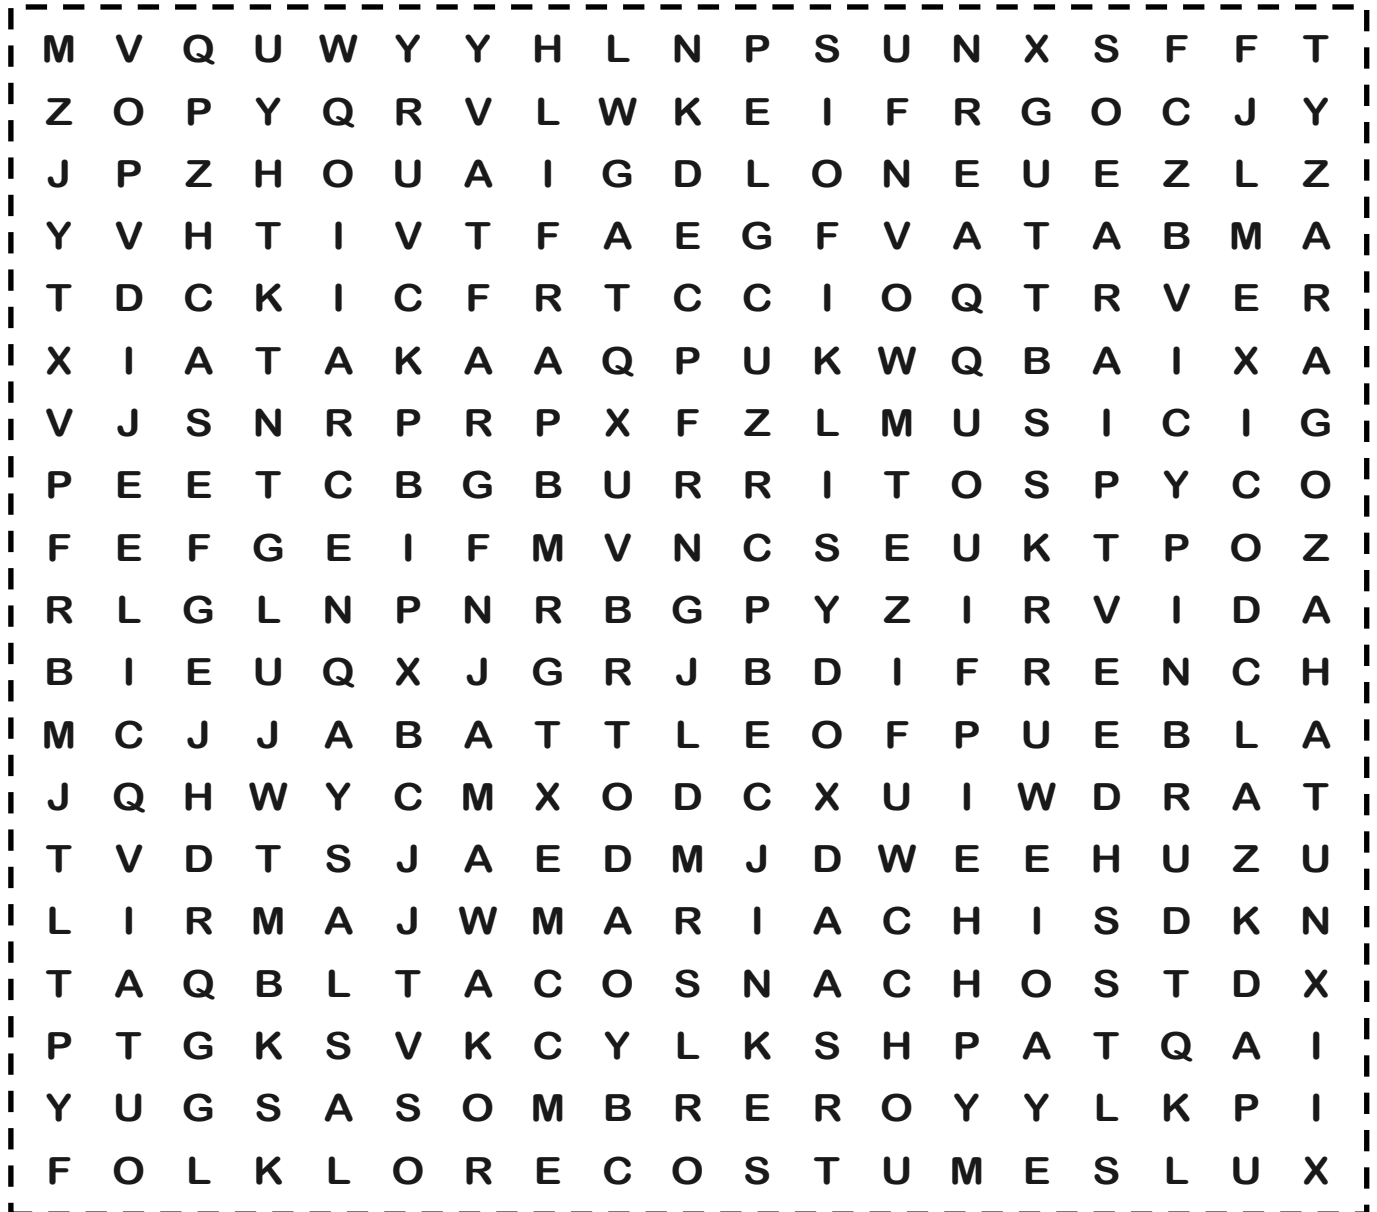 M V Q U W Y Y H L N P S U N X S F F T
Z O P Y Q R V L W K E I F R G O C J Y
J P Z H O U A I G D L O N E U E Z L Z
Y V H T I V T F A E G F V A T A B M A
T D C K I C F R T C C I O Q T R V E R
X I A T A K A A Q P U K W Q B A I X A
V J S N R P R P X F Z L M U S I C I G
P E E T C B G B U R R I T O S P Y C O
F E F G E I F M V N C S E U K T P O Z
R L G L N P N R B G P Y Z I R V I D A
B I E U Q X J G R J B D I F R E N C H
M C J J A B A T T L E O F P U E B L A
J Q H W Y C M X O D C X U I W D R A T
T V D T S J A E D M J D W E E H U Z U
L I R M A J W M A R I A C H I S D K N
T A Q B L T A C O S N A C H O S T D X
P T G K S V K C Y L K S H P A T Q A I
Y U G S A S O M B R E R O Y Y L K P I
F O L K L O R E C O S T U M E S L U X